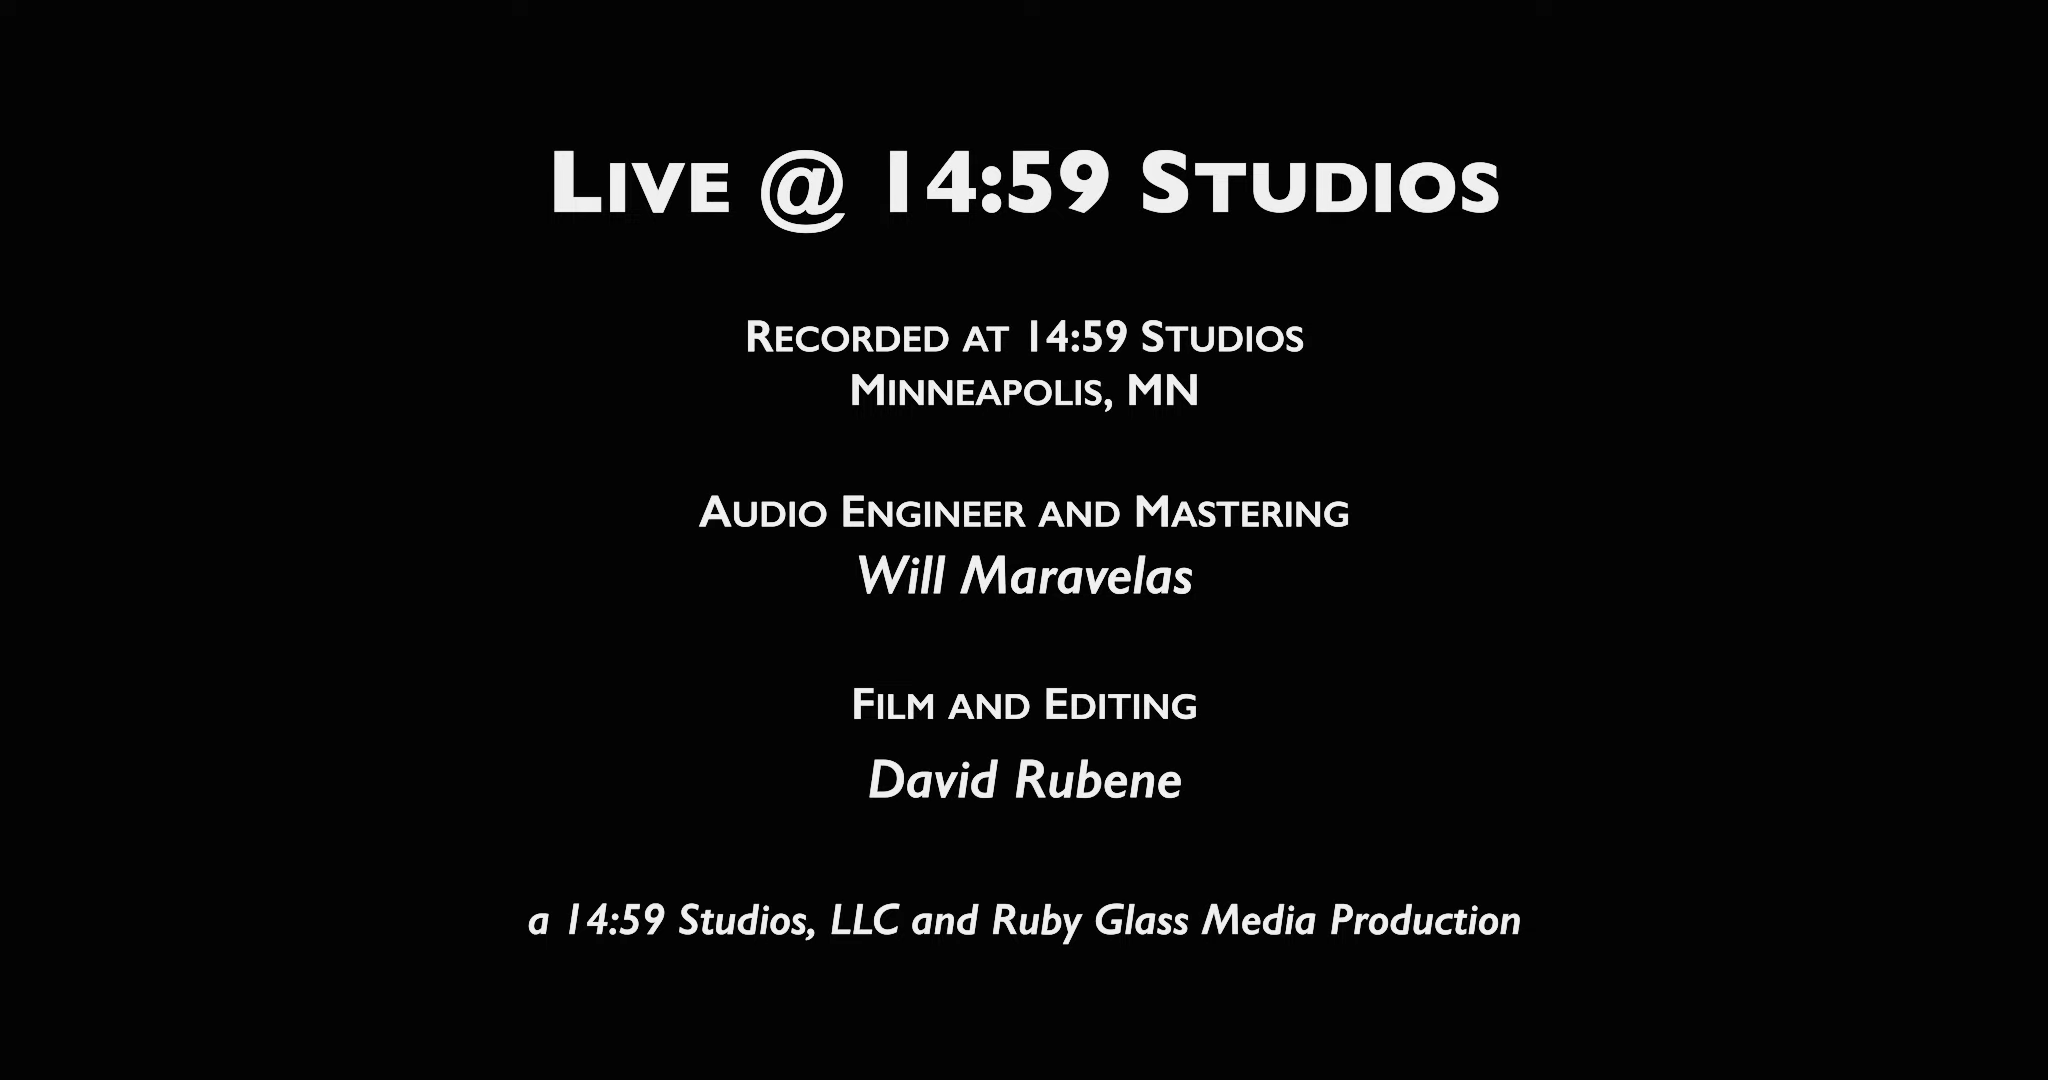 Live @ 14:59 Studios
Recorded at 14:59 Studios
Minneapolis, MN
Audio Engineer and Mastering
Will Maravelas
Film and Editing
David Rubene
a 14:59 Studios, LLC and Ruby Glass Media Production